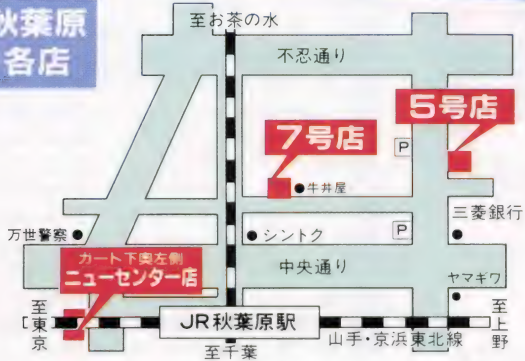 秋葉原
各店
至お茶の水
不忍通り
5号店
7号店
P
牛丼屋
三菱銀行
P
万世警察
シントク
カート下奥左側
ニューセンター店
中央通り
ヤマギワ
至東京
JR秋葉原駅
至上野
山手・京浜東北線
至千葉